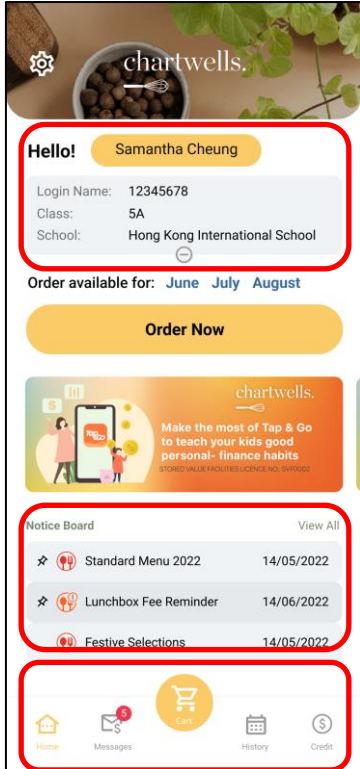 chartwells.
Hello! Samantha Cheung
Login Name: 12345678
Class: 5A
School: Hong Kong International School
Order available for: June July August
Order Now
chartwells.
Tap&Go
Make the most of Tap & Go
to teach your kids good
personal- finance habits
STORED VALUE FACILITIES LICENCE NO: SVF0002
Notice Board View All
Standard Menu 2022 14/05/2022
Lunchbox Fee Reminder 14/06/2022
Festive Selections 14/05/2022
5
Cart
Home Messages History Credit